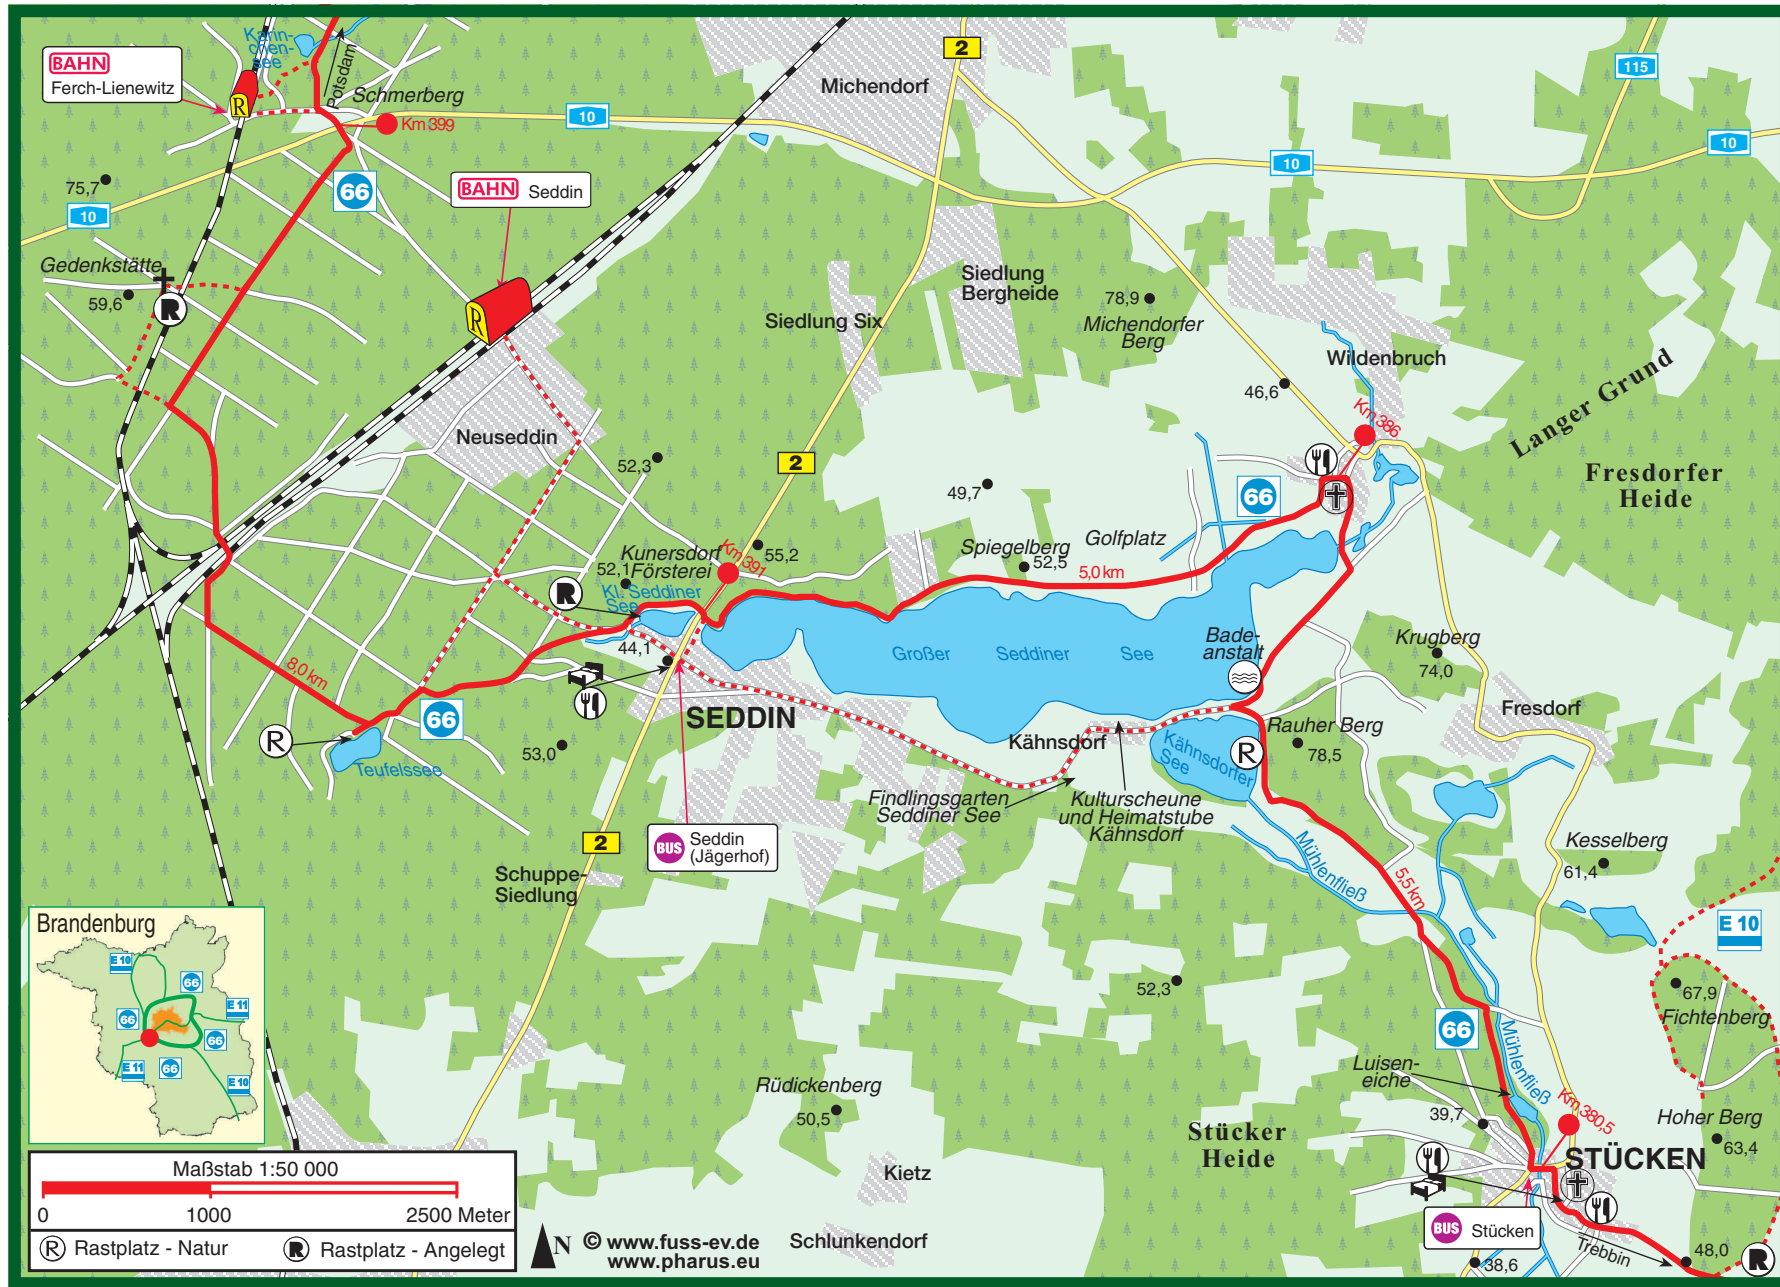 Karin-
chen-
see
BAHN
Ferch-Lienewitz
R
Potsdam
Schmerberg
Km 399
10
Michendorf
2
115
10
10
75,7
10
66
BAHN Seddin
R
Gedenkstätte
59,6
R
Siedlung
Bergheide
78,9
Michendorfer
Berg
Siedlung Six
Wildenbruch
46,6
Km 386
Langer Grund
Fresdorfer
Heide
Neuseddin
52,3
2
49,7
66
Golfplatz
Spiegelberg
52,5
5,0 km
Kunersdorf
Försterei
52,1
Km 391
55,2
R
Kl. Seddiner
See
44,1
Großer Seddiner See
Bade-
anstalt
Krugberg
74,0
8,0 km
66
R
Teufelssee
SEDDIN
53,0
Kähnsdorf
Kähnsdorfer
See
R
Rauher Berg
78,5
Fresdorf
Findlingsgarten
Seddiner See
Kulturscheune
und Heimatstube
Kähnsdorf
BUS Seddin
(Jägerhof)
2
Schuppe-
Siedlung
Mühlenfließ
5,5 km
Kesselberg
61,4
E 10
Brandenburg
E 10
66
E 11
66
66
E 11
66
E 10
52,3
67,9
Fichtenberg
66
Mühlenfließ
Luisen-
eiche
39,7
Km 380,5
Hoher Berg
63,4
Rüdickenberg
50,5
Stücker
Heide
STÜCKEN
Kietz
BUS Stücken
Trebbin
48,0
R
38,6
Maßstab 1:50 000
0 1000 2500 Meter
R Rastplatz - Natur R Rastplatz - Angelegt
N © www.fuss-ev.de
www.pharus.eu
Schlunkendorf